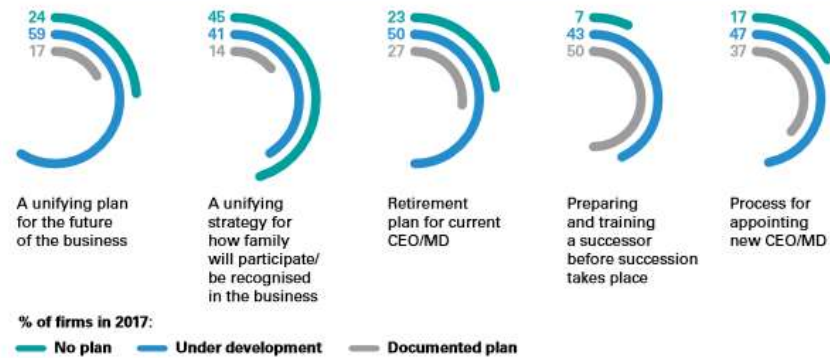 24
59
17
A unifying plan
for the future
of the business
45
41
14
A unifying
strategy for
how family
will participate/
be recognised
in the business
23
50
27
Retirement
plan for current
CEO/MD
7
43
50
Preparing
and training
a successor
before succession
takes place
17
47
37
Process for
appointing
new CEO/MD
% of firms in 2017:
No plan Under development Documented plan